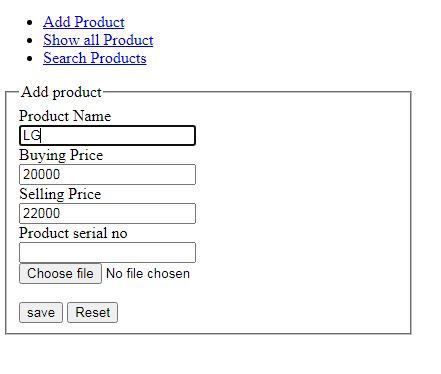 Add Product
Show all Product
Search Products
Add product
Product Name
LG
Buying Price
20000
Selling Price
22000
Product serial no
Choose file No file chosen
save Reset